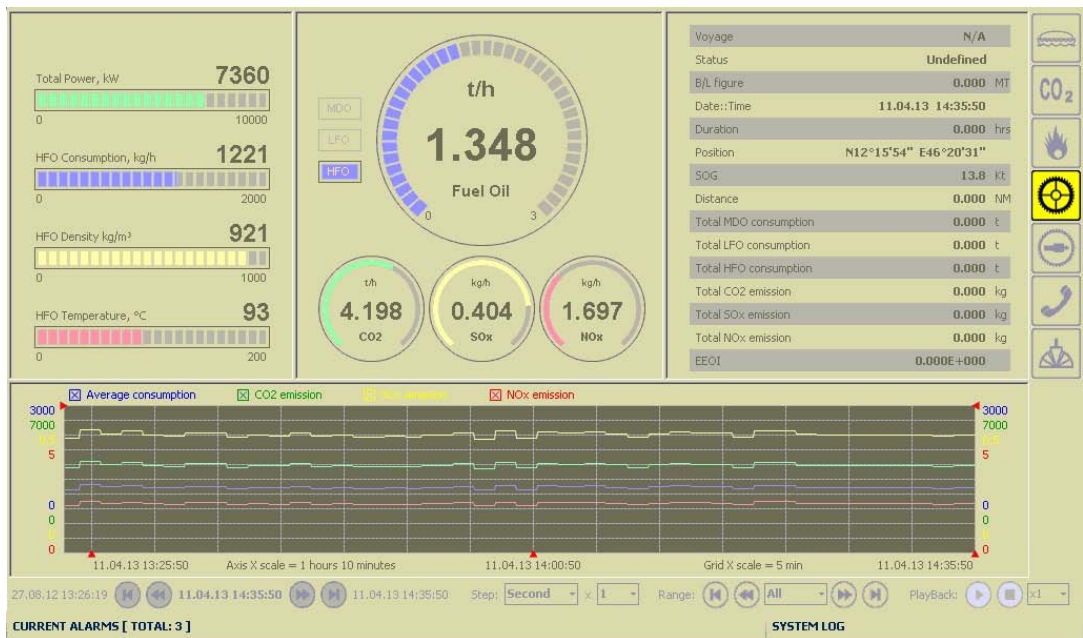 Total Power, kW 7360
0 10000
HFO Consumption, kg/h 1221
0 2000
HFO Density kg/m³ 921
0 1000
HFO Temperature, °C 93
0 200
MDO
LFO
HFO
t/h
1.348
Fuel Oil
0 3
t/h
4.198
CO2
kg/h
0.404
SOx
kg/h
1.697
NOx
Voyage N/A
Status Undefined
B/L figure 0.000 MT
Date::Time 11.04.13 14:35:50
Duration 0.000 hrs
Position N12°15'54" E46°20'31"
SOG 13.8 Kt
Distance 0.000 NM
Total MDO consumption 0.000 t
Total LFO consumption 0.000 t
Total HFO consumption 0.000 t
Total CO2 emission 0.000 kg
Total SOx emission 0.000 kg
Total NOx emission 0.000 kg
EEOI 0.000E+000
CO2
Average consumption CO2 emission SOx emission NOx emission
3000 3000
7000 7000
0.5 0.5
5 5
0 0
0 0
0 0
0 0
11.04.13 13:25:50 Axis X scale = 1 hours 10 minutes 11.04.13 14:00:50 Grid X scale = 5 min 11.04.13 14:35:50
27.08.12 13:26:19 11.04.13 14:35:50 11.04.13 14:35:50 Step: Second x 1 Range: All PlayBack: x1
CURRENT ALARMS [ TOTAL: 3 ] SYSTEM LOG